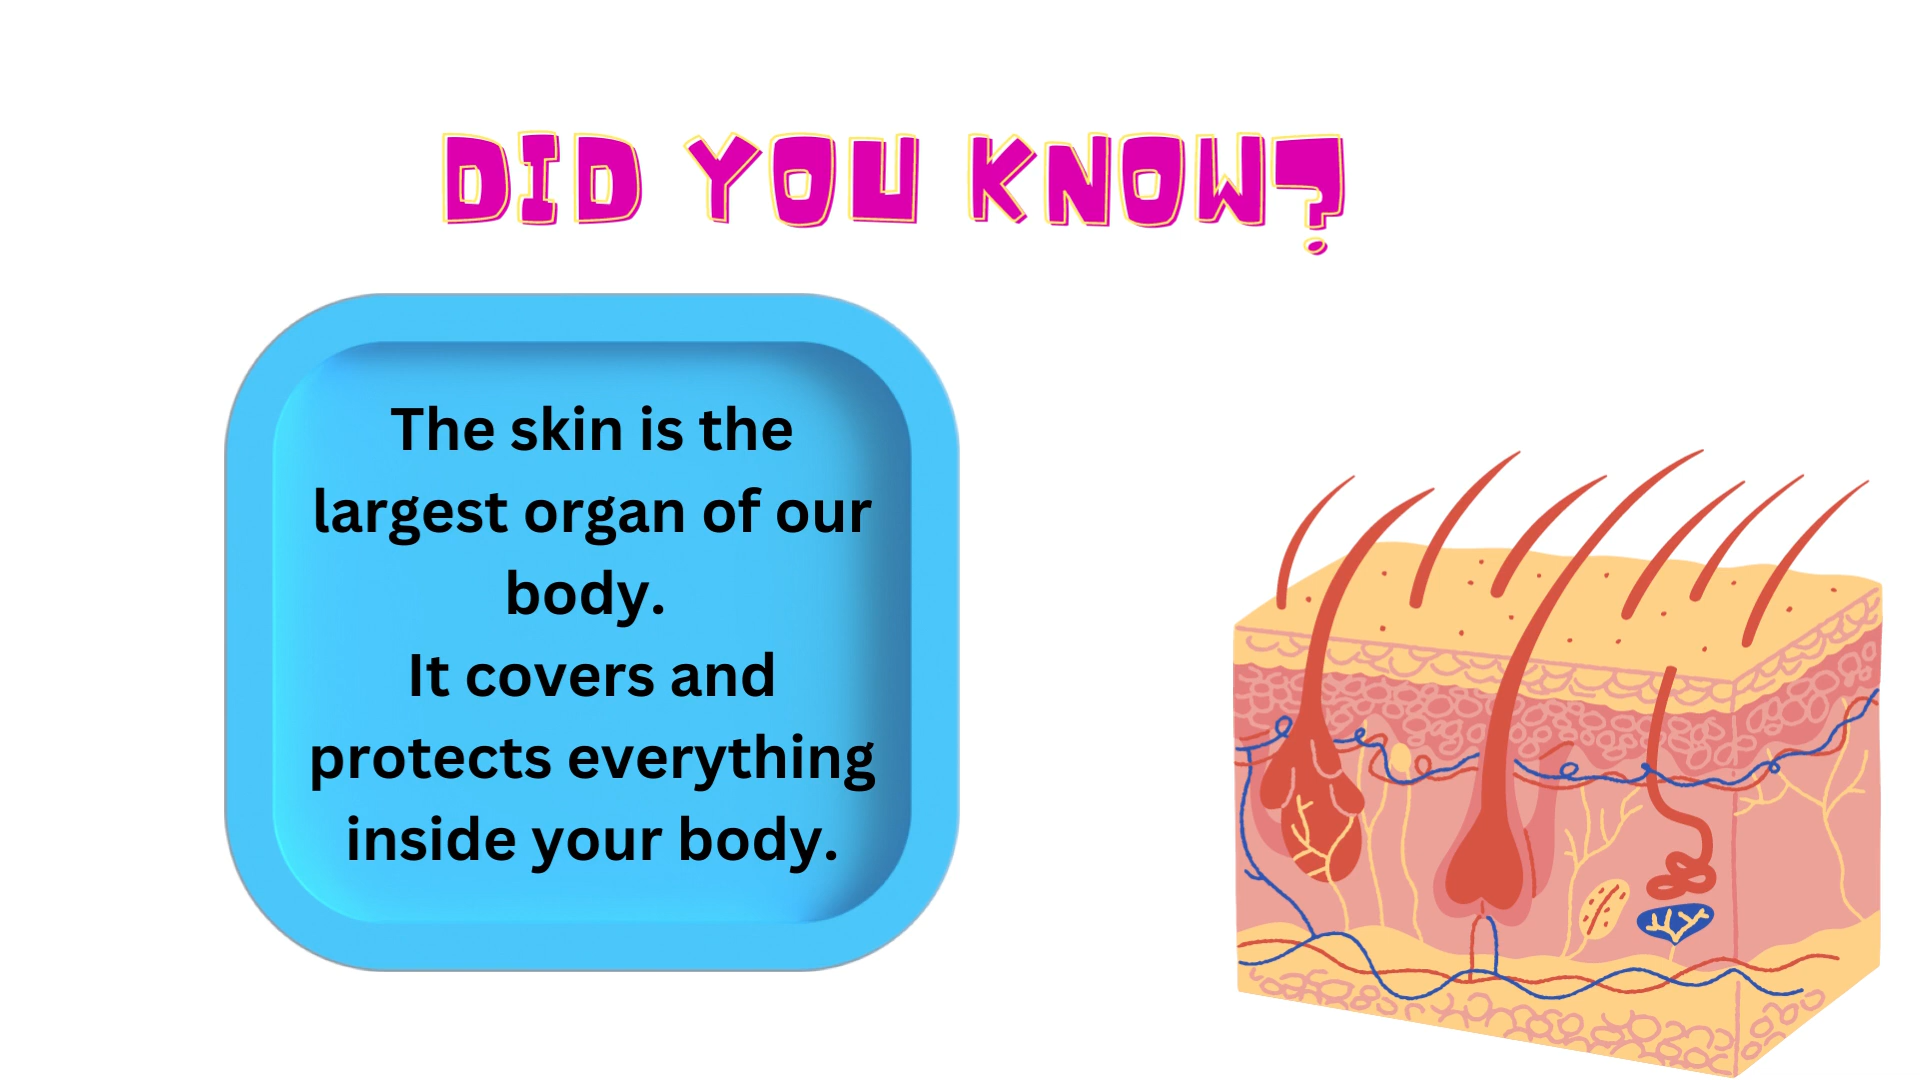 DID YOU KNOW?
The skin is the
largest organ of our
body.
It covers and
protects everything
inside your body.